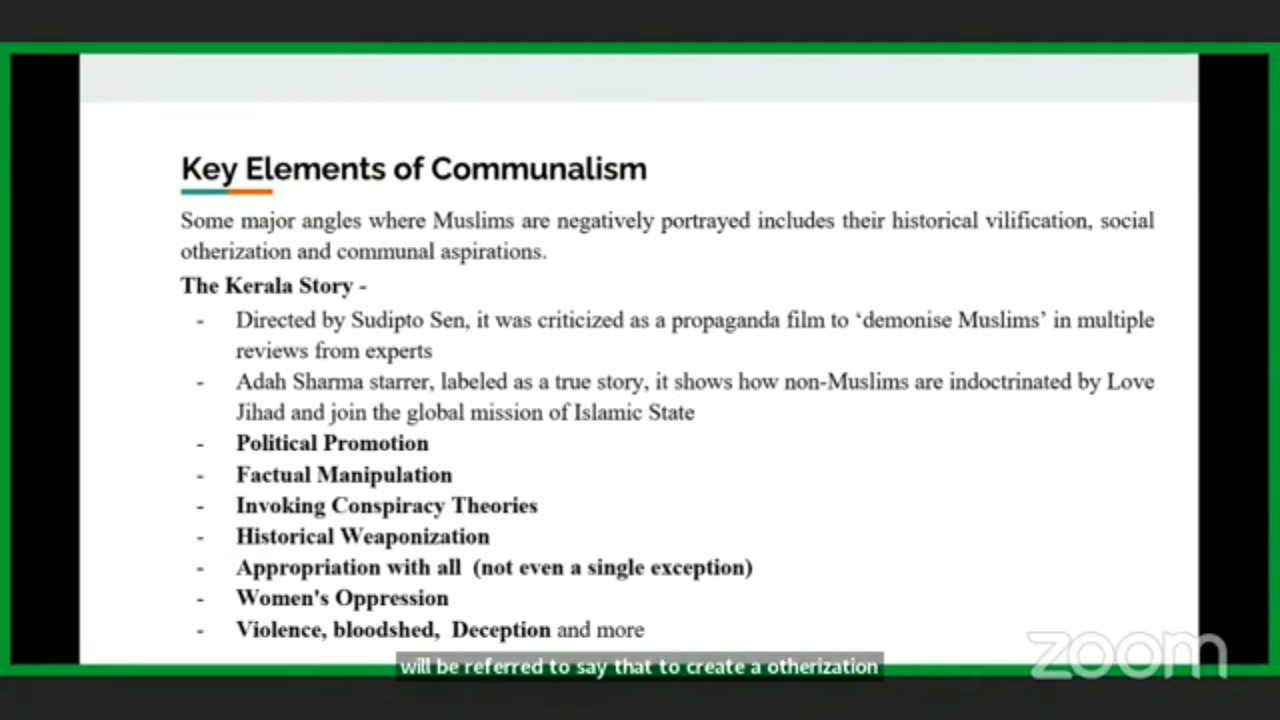 Key Elements of Communalism
Some major angles where Muslims are negatively portrayed includes their historical vilification, social
otherization and communal aspirations.
The Kerala Story -
- Directed by Sudipto Sen, it was criticized as a propaganda film to ‘demonise Muslims’ in multiple
reviews from experts
- Adah Sharma starrer, labeled as a true story, it shows how non-Muslims are indoctrinated by Love
Jihad and join the global mission of Islamic State
- Political Promotion
- Factual Manipulation
- Invoking Conspiracy Theories
- Historical Weaponization
- Appropriation with all (not even a single exception)
- Women's Oppression
- Violence, bloodshed, Deception and more
will be referred to say that to create a otherization
zoom